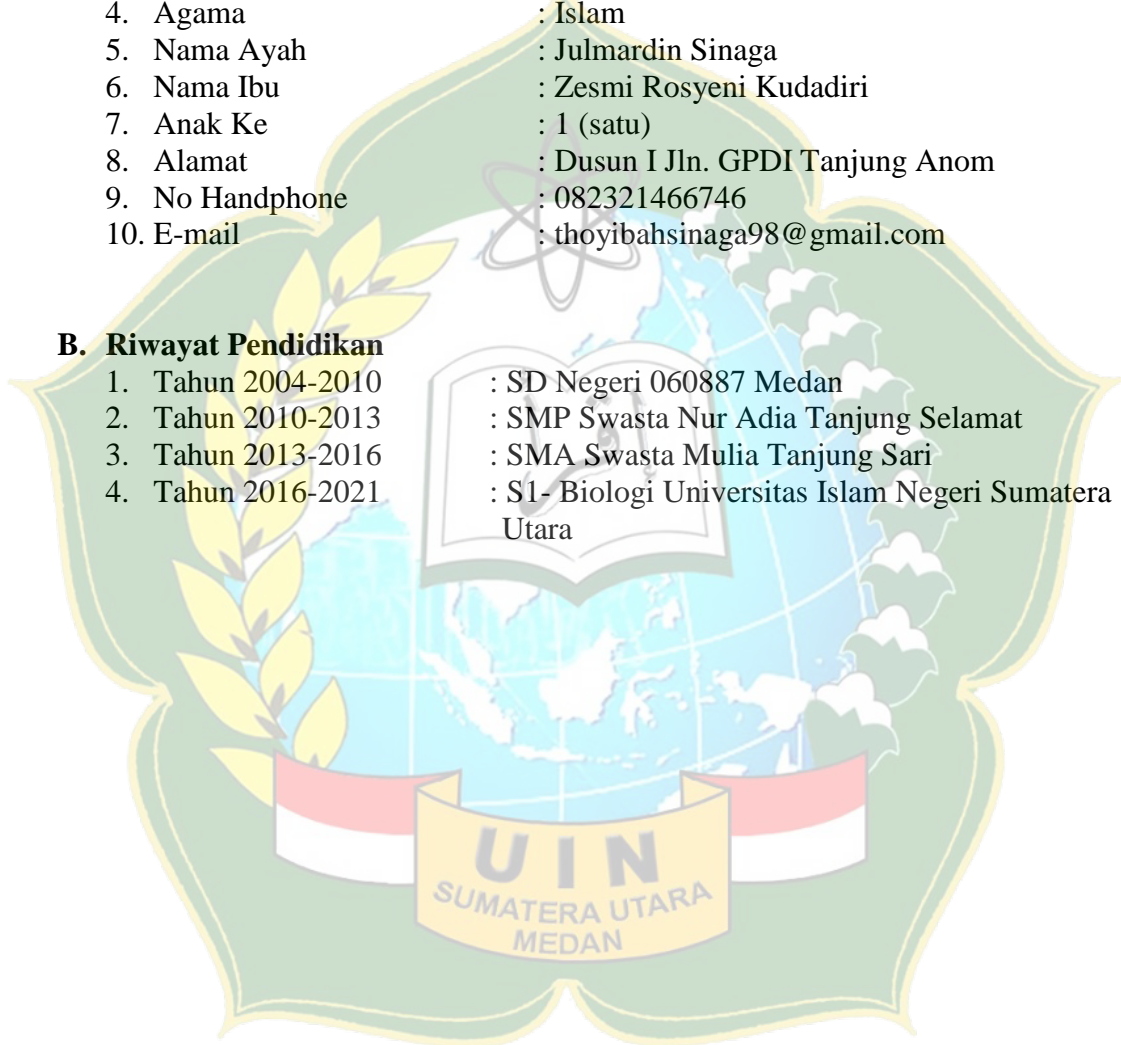 4. Agama : Islam
5. Nama Ayah : Julmardin Sinaga
6. Nama Ibu : Zesmi Rosyeni Kudadiri
7. Anak Ke : 1 (satu)
8. Alamat : Dusun I Jln. GPDI Tanjung Anom
9. No Handphone : 082321466746
10. E-mail : thoyibahsinaga98@gmail.com
B. Riwayat Pendidikan
1. Tahun 2004-2010 : SD Negeri 060887 Medan
2. Tahun 2010-2013 : SMP Swasta Nur Adia Tanjung Selamat
3. Tahun 2013-2016 : SMA Swasta Mulia Tanjung Sari
4. Tahun 2016-2021 : S1- Biologi Universitas Islam Negeri Sumatera
Utara
UIN
SUMATERA UTARA
MEDAN